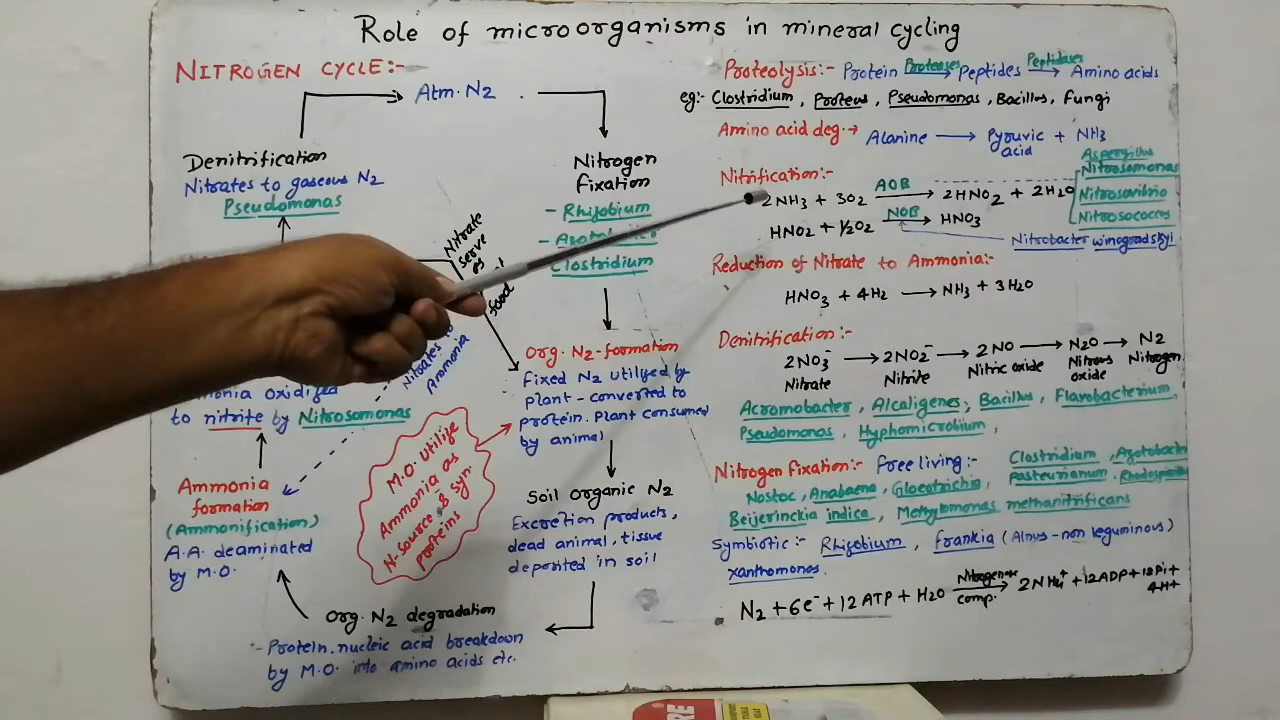 Role of microorganisms in mineral cycling
NITROGEN CYCLE:-
Atm. N2
Denitrification
Nitrates to gaseous N2
Pseudomonas
Nitrogen
Fixation
- Rhizobium
Clostridium
Nitrate
serve
as
food
Nitrates to
Ammonia
Org. N2-formation
fixed N2 utilized by
plant - converted to
protein. Plant consumed
by animal
oxidized
to nitrite by Nitrosomonas
M.O. Utilize
Ammonia as
N-source & syn.
proteins
Ammonia
formation
(Ammonification)
A.A. deaminated
by M.O.
Soil Organic N2
Excretion products,
dead animal, tissue
deposited in soil
Org. N2 degradation
- Protein, nucleic acid breakdown
by M.O. into amino acids etc.
Proteolysis:- Protein Proteases Peptides Peptidases Amino acids
eg:- Clostridium, Proteus, Pseudomonas, Bacillus, Fungi
Amino acid deg.→ Alanine → Pyruvic acid + NH3
Nitrification:-
Aspergillus
Nitrosomonas
2NH3 + 3O2 AOB → 2HNO2 + 2H2O
Nitrosovibrio
Nitrosococcus
HNO2 + ½O2 NOB → HNO3
Nitrobacter winogradskyi
Reduction of Nitrate to Ammonia:-
HNO3 + 4H2 → NH3 + 3H2O
Denitrification:-
2NO3⁻ → 2NO2⁻ → 2NO → N2O → N2
Nitrate Nitrite Nitric oxide Nitrous oxide Nitrogen
Acromobacter, Alcaligenes, Bacillus, Flavobacterium,
Pseudomonas, Hyphomicrobium,
Nitrogen fixation:- Free living:- Clostridium pasteurianum, Azotobacter
Nostoc, Anabaena, Gloeotrichia,
Beijerinckia indica, Methylomonas methanitrificans
Symbiotic:- Rhizobium, Frankia (Alnus-non leguminous)
xanthomonas.
N2 + 6e⁻ + 12 ATP + H2O Nitrogenase comp. → 2NH4⁺ + 12ADP + 12Pi + 4H+